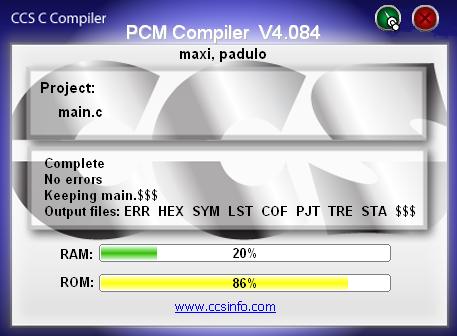 CCS C Compiler
PCM Compiler V4.084
maxi, padulo
Project:
main.c
Complete
No errors
Keeping main.$$$
Output files: ERR HEX SYM LST COF PJT TRE STA $$$
RAM: 20%
ROM: 86%
www.ccsinfo.com